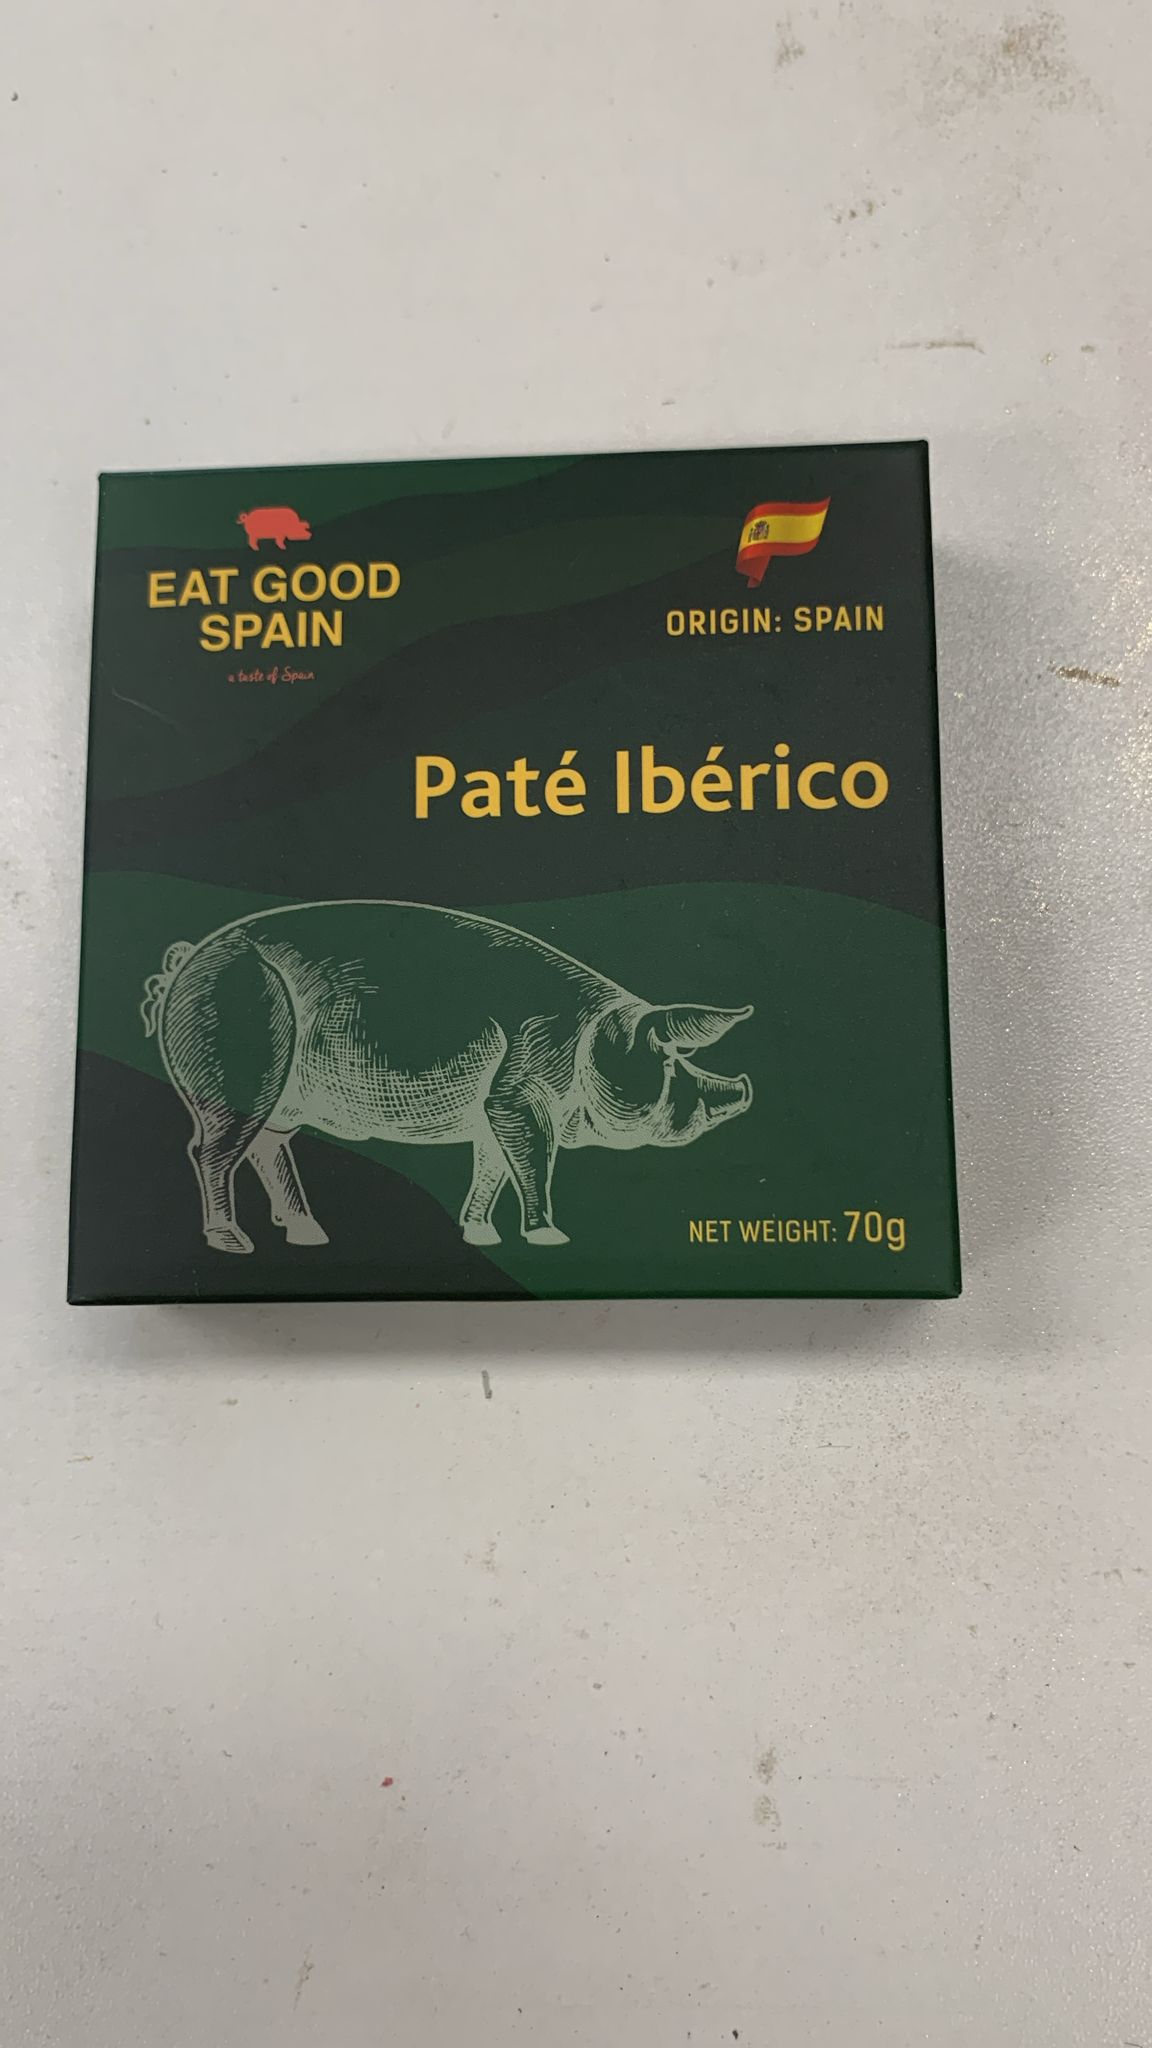 EAT GOOD
SPAIN
a taste of Spain
ORIGIN: SPAIN
Paté Ibérico
NET WEIGHT: 70g